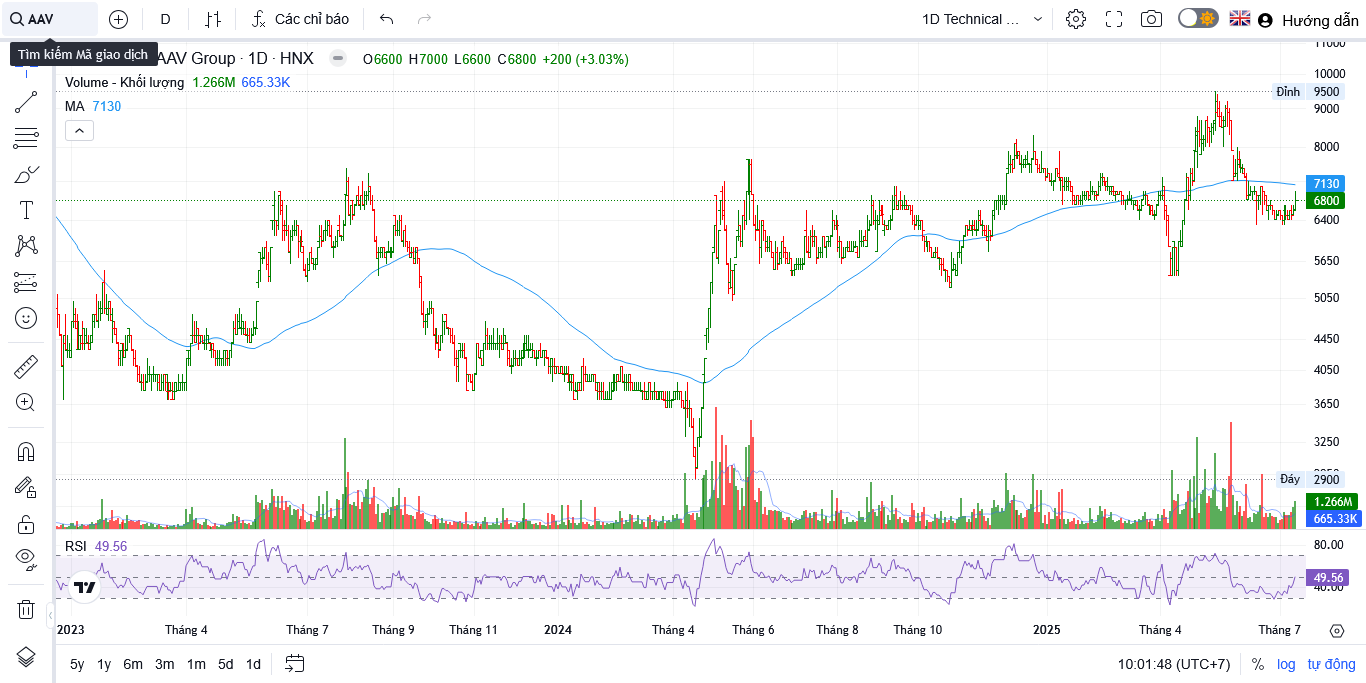 AAV
D
Các chỉ báo
1D Technical ...
Hướng dẫn
Tìm kiếm Mã giao dịch
AAV Group · 1D · HNX
O6600 H7000 L6600 C6800 +200 (+3.03%)
Volume - Khối lượng 1.266M 665.33K
MA 7130
11000
10000
Đỉnh 9500
9000
8000
7130
6800
6400
5650
5050
4450
4050
3650
3250
Đáy 2900
1.266M
665.33K
RSI 49.56
80.00
49.56
40.00
2023 Tháng 4 Tháng 7 Tháng 9 Tháng 11 2024 Tháng 4 Tháng 6 Tháng 8 Tháng 10 2025 Tháng 4 Tháng 7
5y 1y 6m 3m 1m 5d 1d
10:01:48 (UTC+7) % log tự động